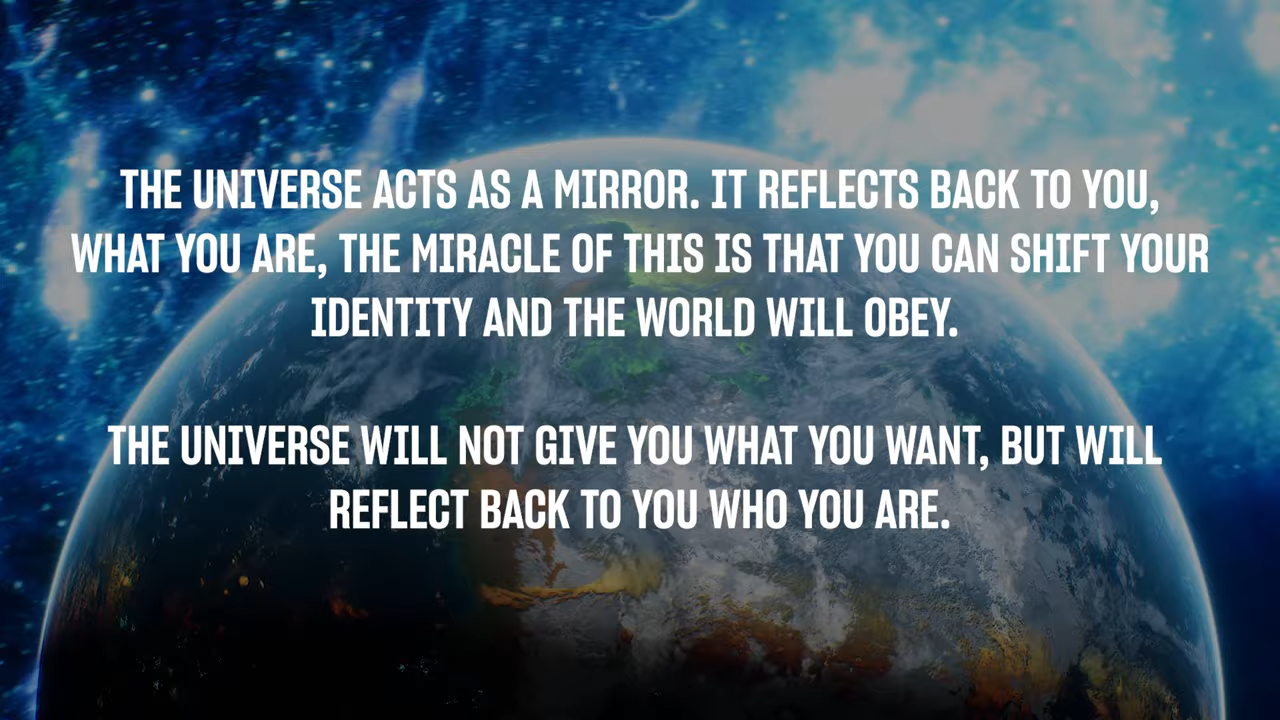 THE UNIVERSE ACTS AS A MIRROR. IT REFLECTS BACK TO YOU,
WHAT YOU ARE, THE MIRACLE OF THIS IS THAT YOU CAN SHIFT YOUR
IDENTITY AND THE WORLD WILL OBEY.
THE UNIVERSE WILL NOT GIVE YOU WHAT YOU WANT, BUT WILL
REFLECT BACK TO YOU WHO YOU ARE.